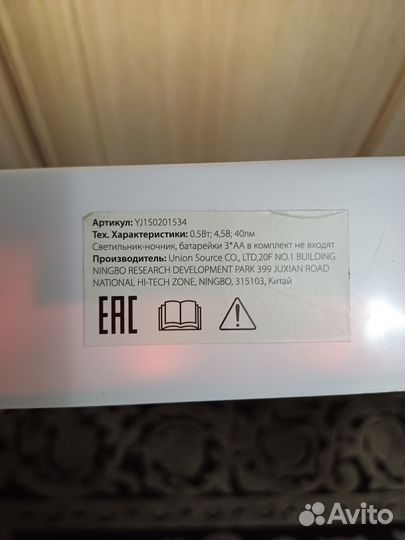 Артикул: YJ150201534
Тех. Характеристики: 0.5Вт; 4,5В; 40лм
Светильник-ночник, батарейки 3*АА в комплект не входят
Производитель: Union Source CO., LTD,20F NO.1 BUILDING
NINGBO RESEARCH DEVELOPMENT PARK 399 JUXIAN ROAD
NATIONAL HI-TECH ZONE, NINGBO, 315103, Китай
EAC
Avito